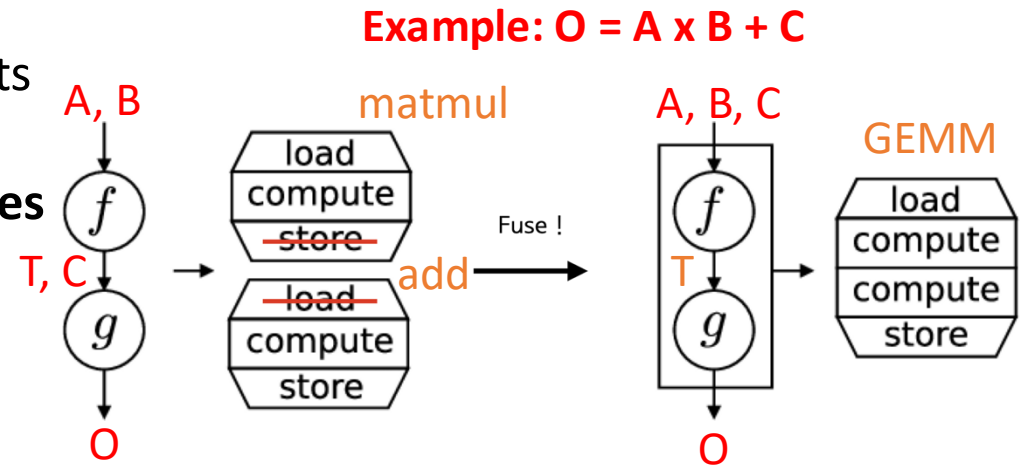 Example: O = A x B + C
ts
A, B
matmul
A, B, C
GEMM
load
compute
store
es
f
T, C
g
O
add
load
compute
store
Fuse !
f
T
g
O
load
compute
compute
store